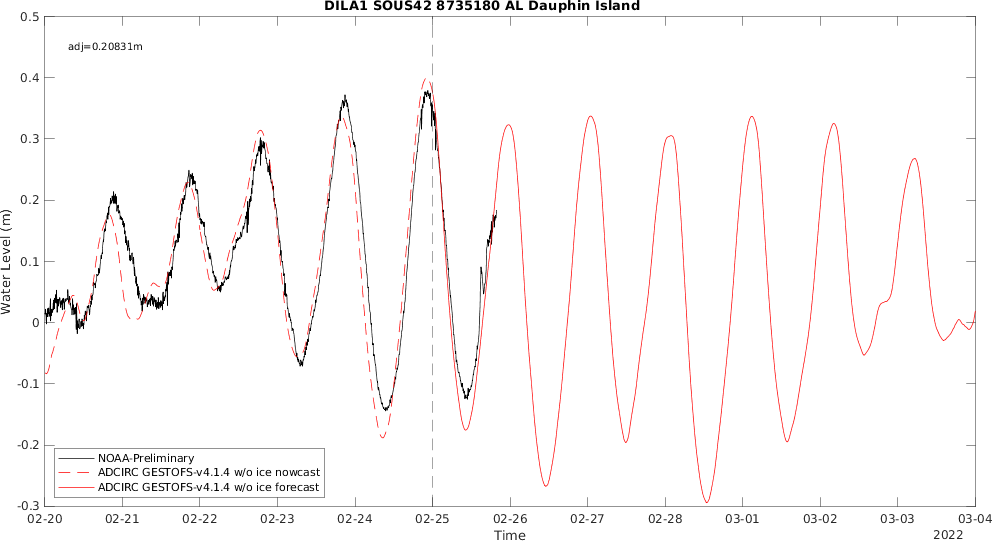 DILA1 SOUS42 8735180 AL Dauphin Island
adj=0.20831m
Water Level (m)
0.5
0.4
0.3
0.2
0.1
0
-0.1
-0.2
-0.3
NOAA-Preliminary
ADCIRC GESTOFS-v4.1.4 w/o ice nowcast
ADCIRC GESTOFS-v4.1.4 w/o ice forecast
02-20 02-21 02-22 02-23 02-24 02-25 02-26 02-27 02-28 03-01 03-02 03-03 03-04
Time
2022